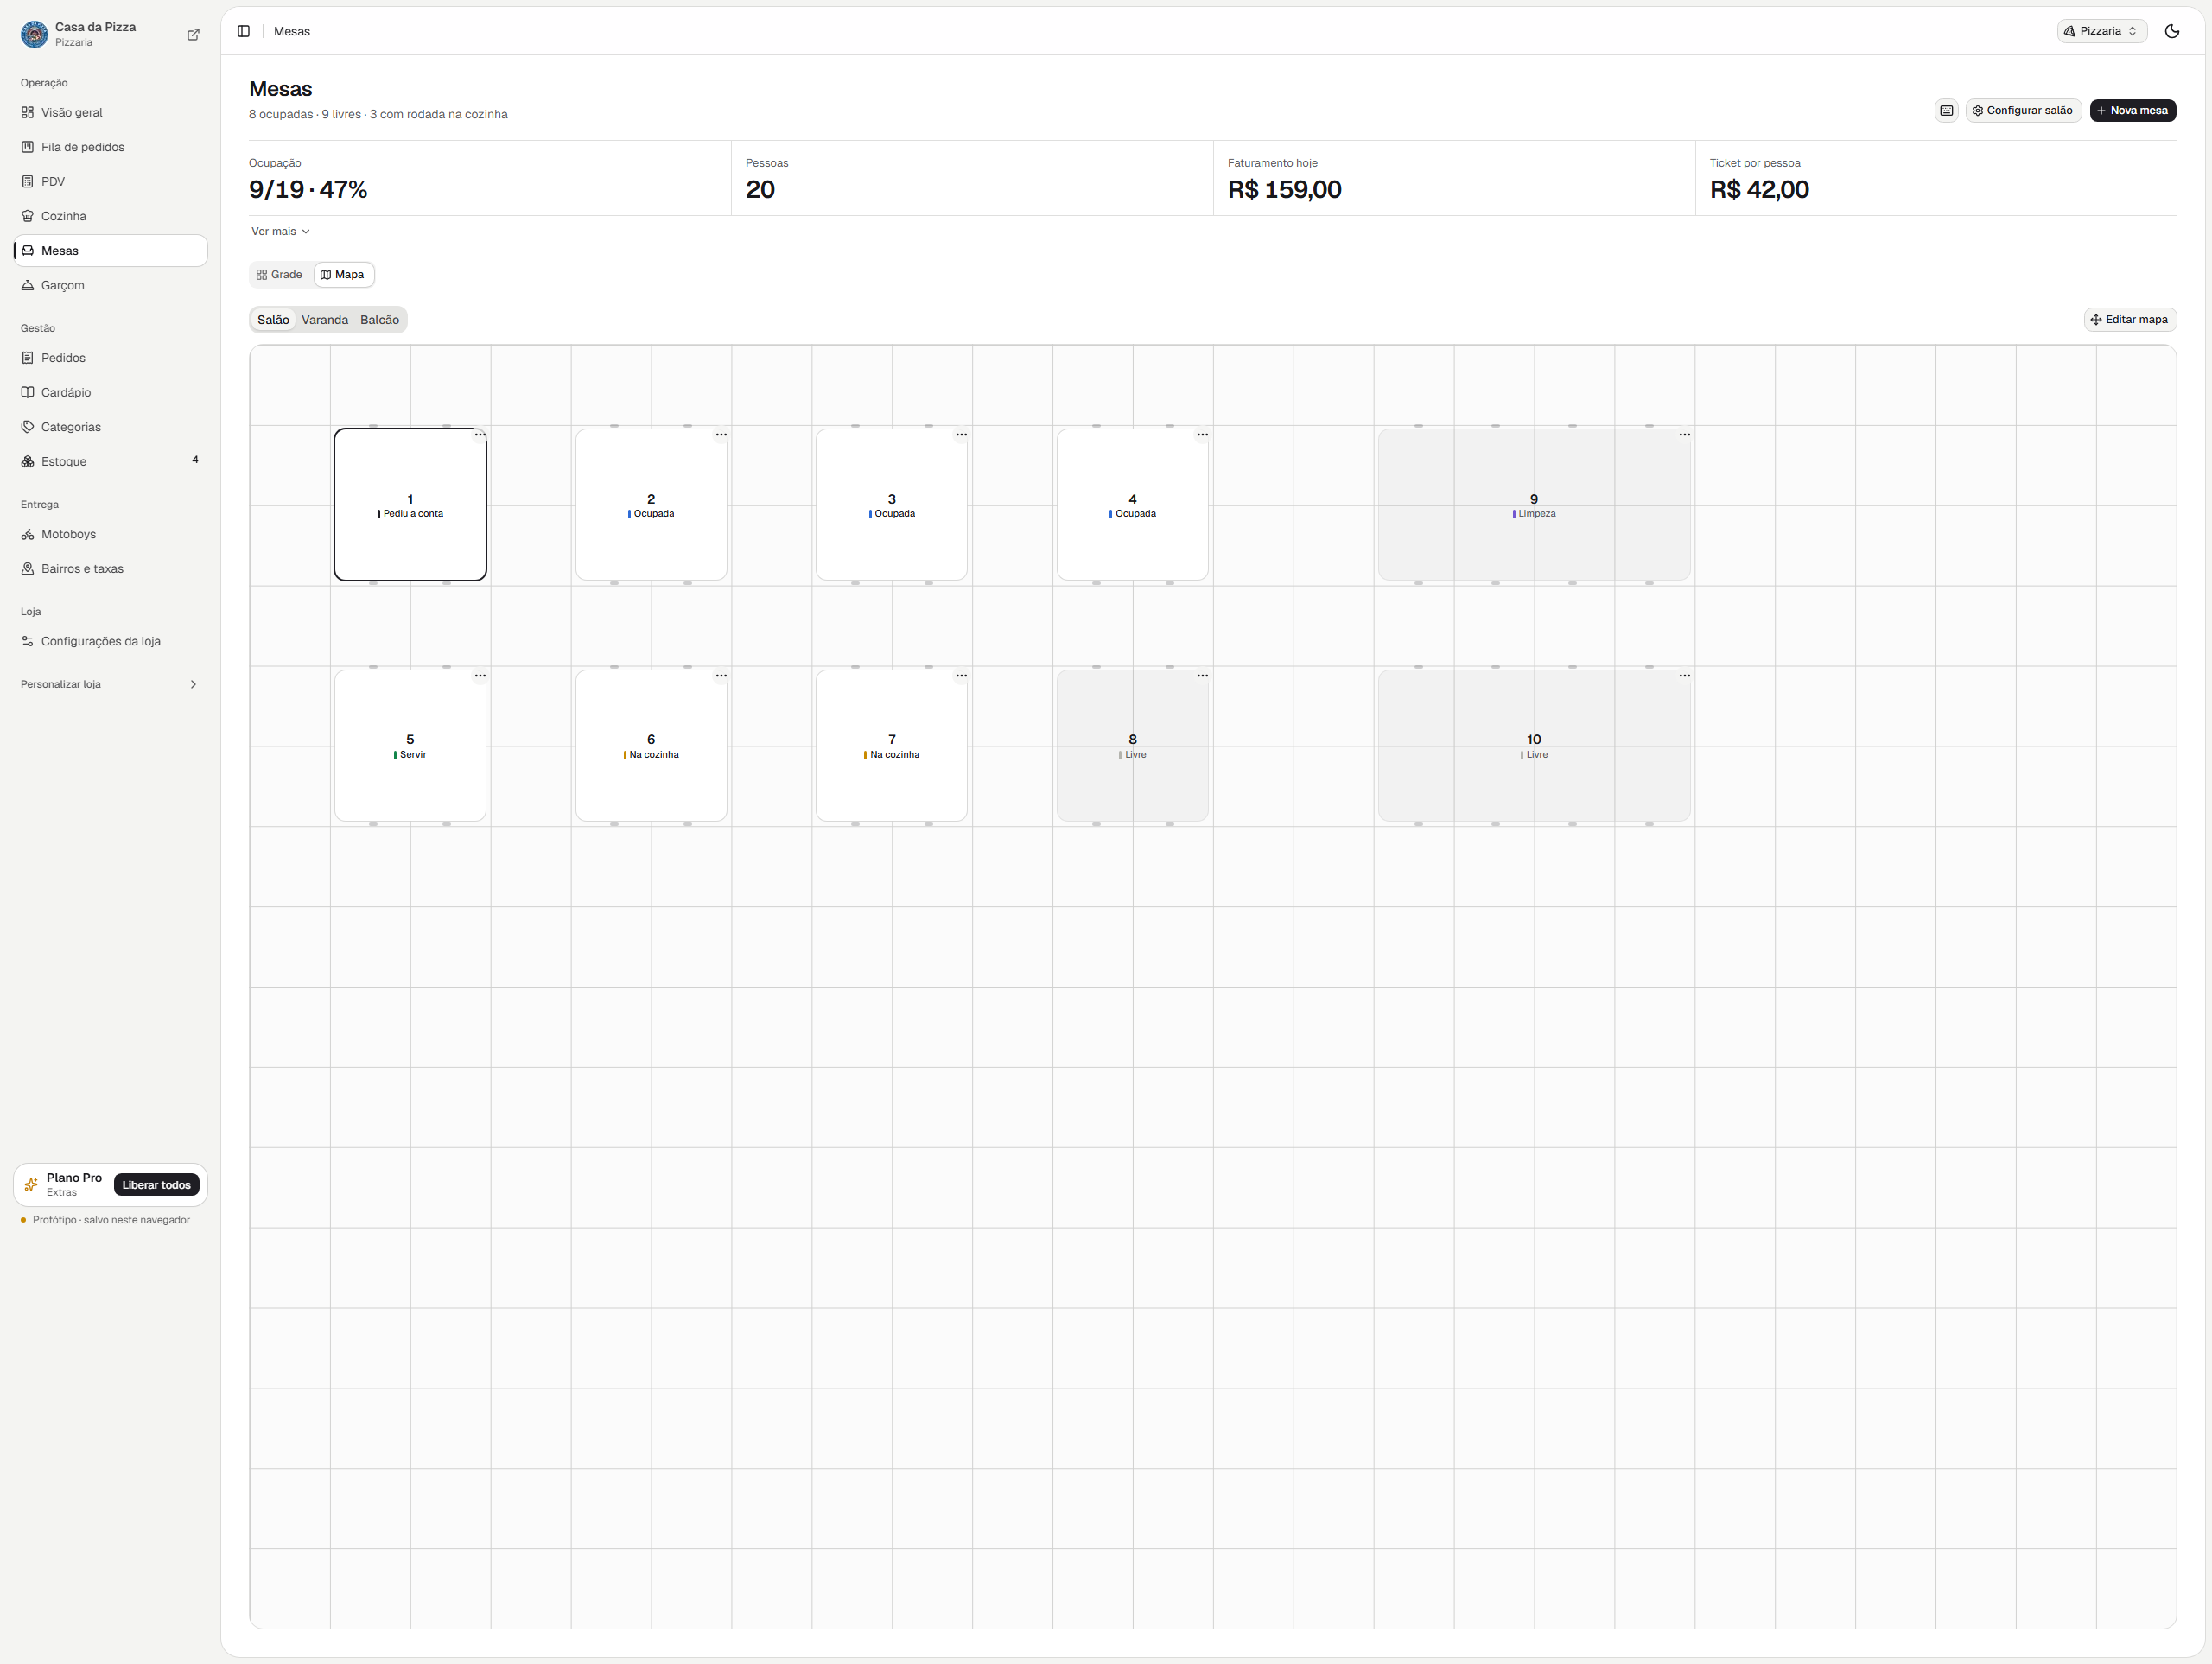 Casa da Pizza
Pizzaria
Operação
Visão geral
Fila de pedidos
PDV
Cozinha
Mesas
Garçom
Gestão
Pedidos
Cardápio
Categorias
Estoque 4
Entrega
Motoboys
Bairros e taxas
Loja
Configurações da loja
Personalizar loja
Plano Pro
Extras
Liberar todos
Protótipo · salvo neste navegador
Mesas
Pizzaria
Mesas
8 ocupadas · 9 livres · 3 com rodada na cozinha
Configurar salão
+ Nova mesa
Ocupação
9/19 · 47%
Pessoas
20
Faturamento hoje
R$ 159,00
Ticket por pessoa
R$ 42,00
Ver mais
Grade Mapa
Salão Varanda Balcão
Editar mapa
1
Pediu a conta
2
Ocupada
3
Ocupada
4
Ocupada
9
Limpeza
5
Servir
6
Na cozinha
7
Na cozinha
8
Livre
10
Livre